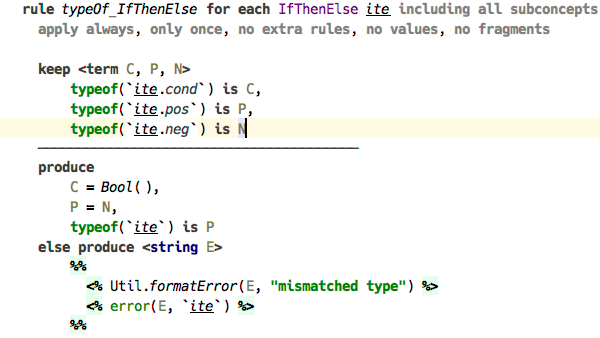 rule typeOf_IfThenElse for each IfThenElse ite including all subconcepts
apply always, only once, no extra rules, no values, no fragments
keep <term C, P, N>
typeof(`ite.cond`) is C,
typeof(`ite.pos`) is P,
typeof(`ite.neg`) is N
produce
C = Bool(),
P = N,
typeof(`ite`) is P
else produce <string E>
%%
<% Util.formatError(E, "mismatched type") %>
<% error(E, `ite`) %>
%%